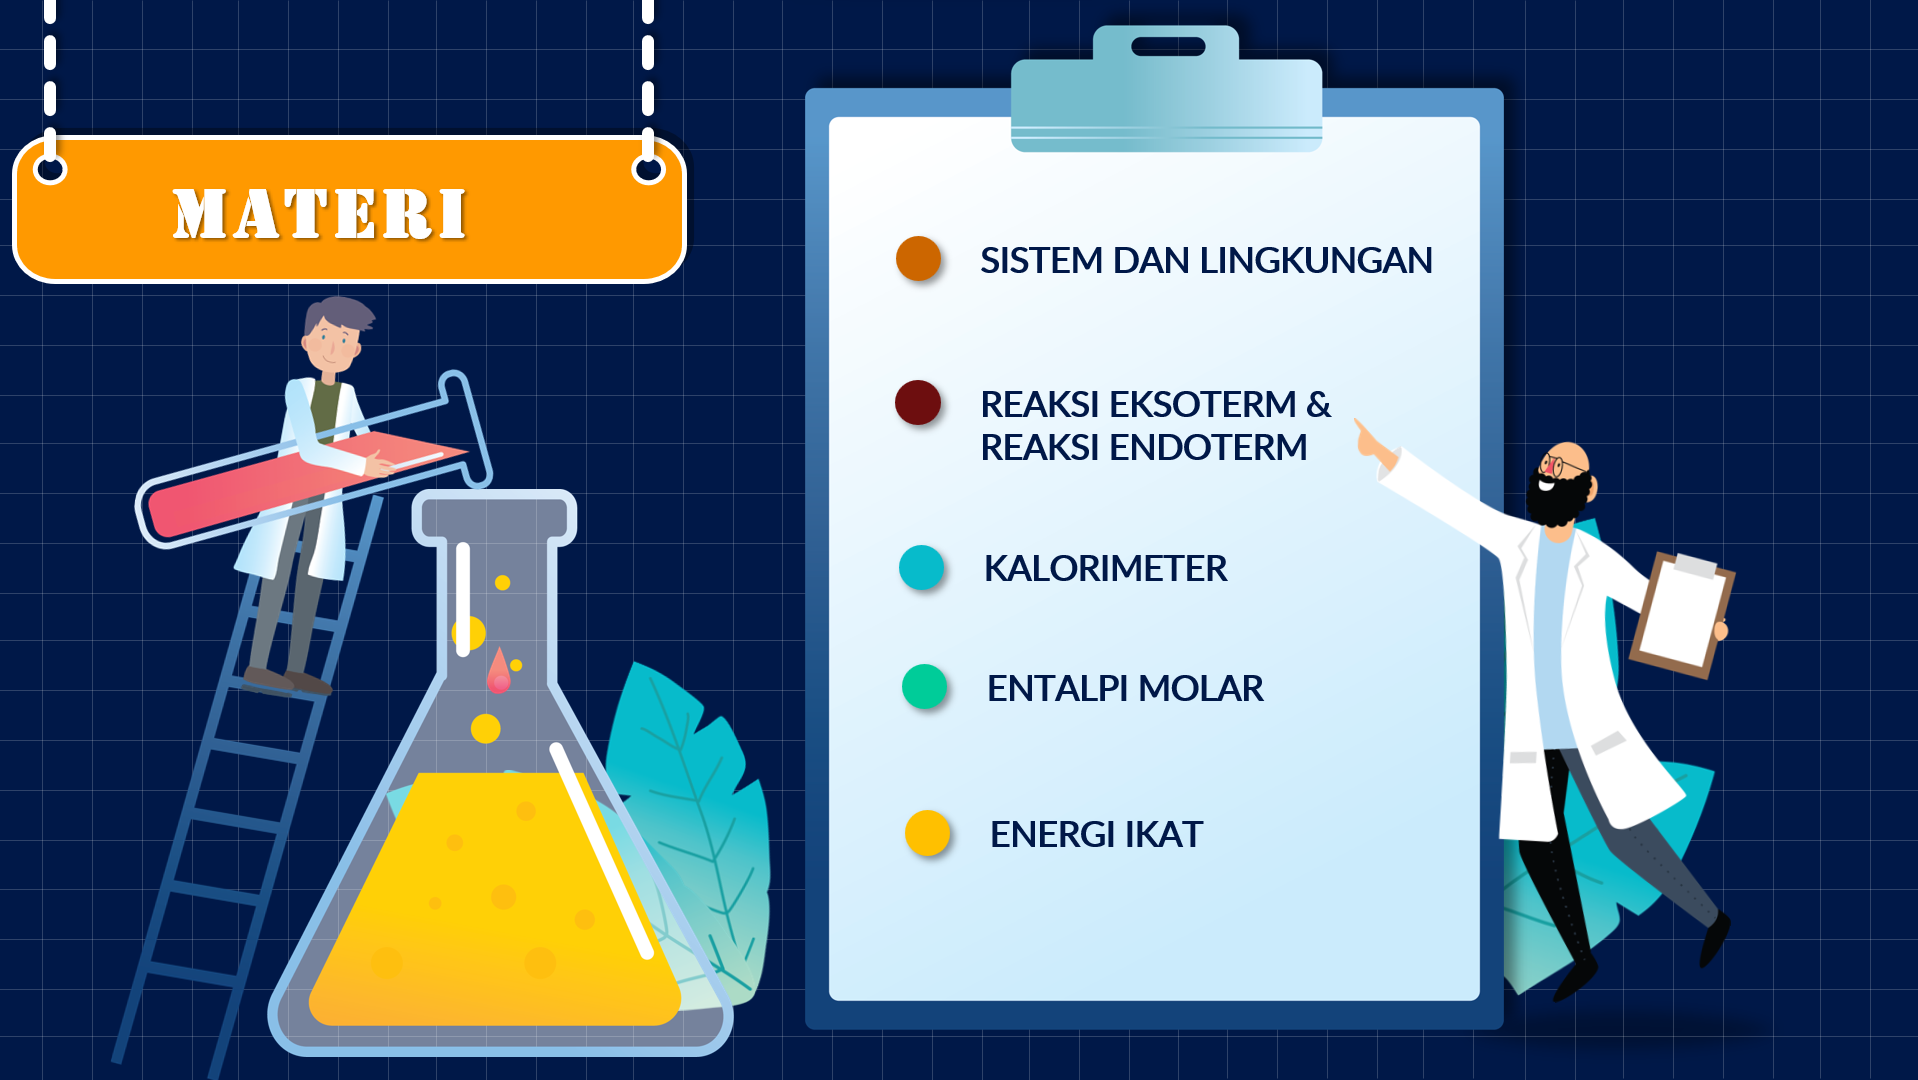 MATERI
SISTEM DAN LINGKUNGAN
REAKSI EKSOTERM &
REAKSI ENDOTERM
KALORIMETER
ENTALPI MOLAR
ENERGI IKAT